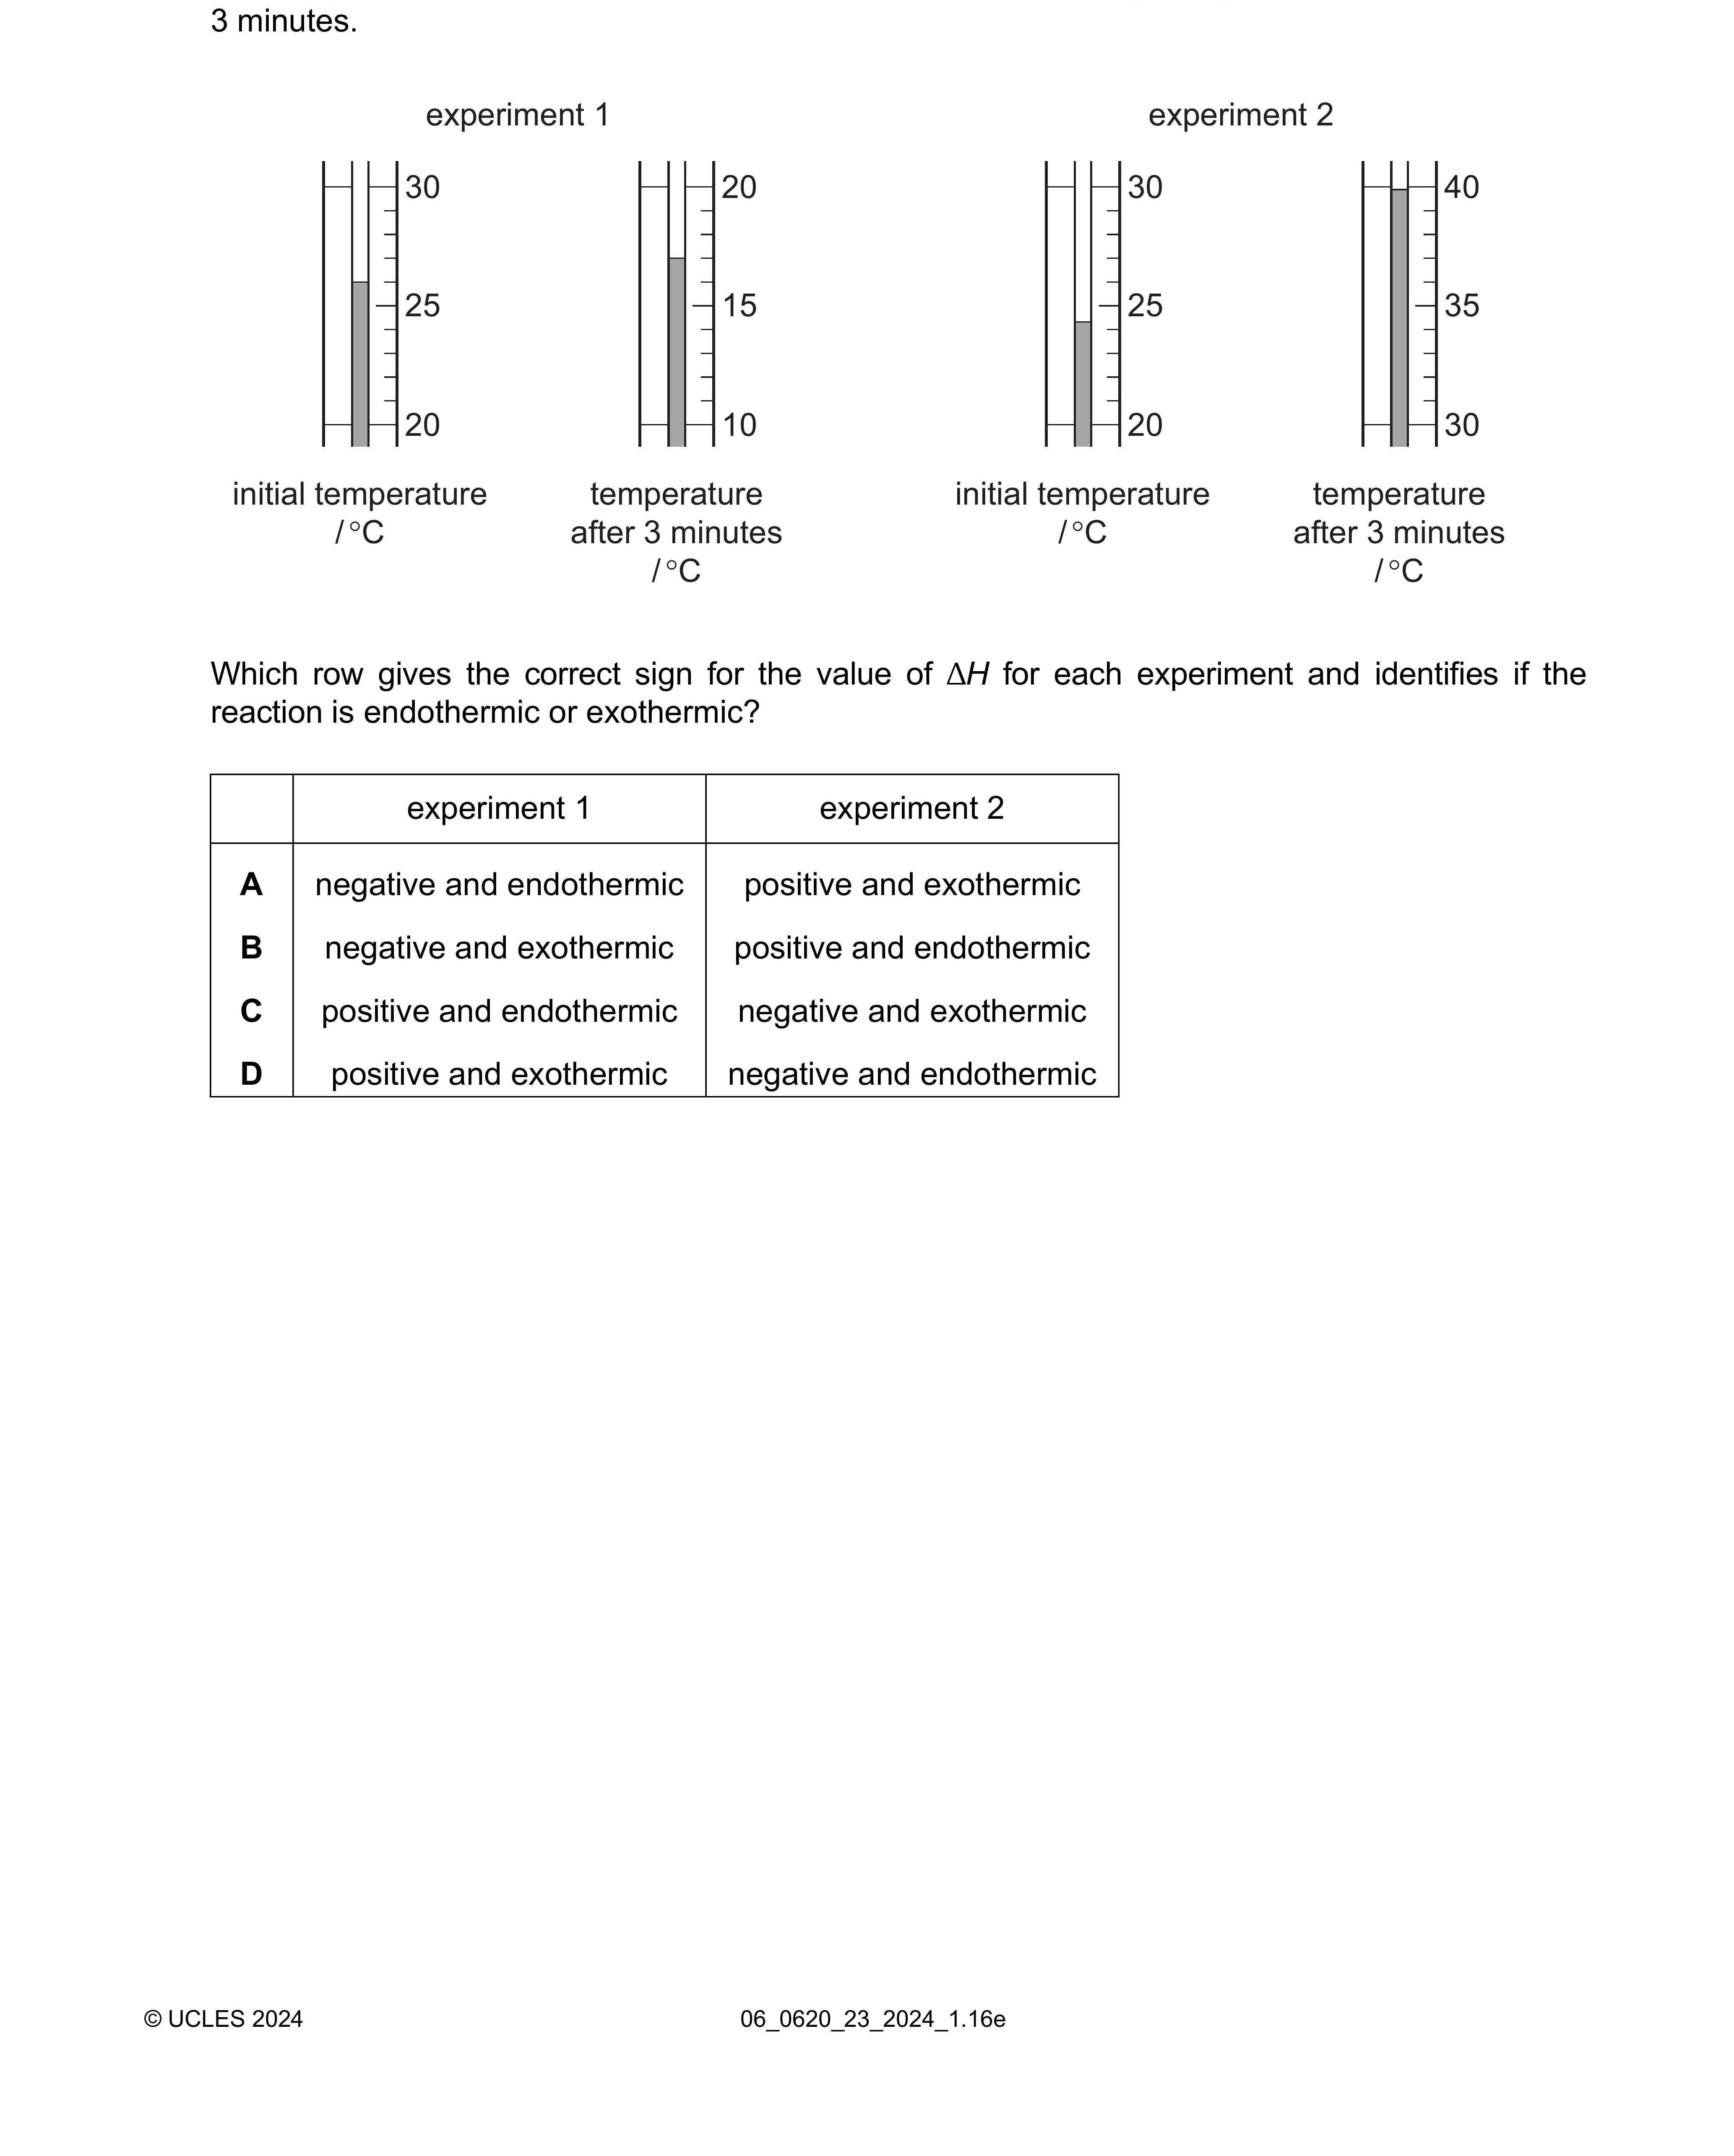 3 minutes.
experiment 1
experiment 2
30
25
20
20
15
10
30
25
20
40
35
30
initial temperature
/ °C
temperature
after 3 minutes
/ °C
initial temperature
/ °C
temperature
after 3 minutes
/ °C
Which row gives the correct sign for the value of ΔH for each experiment and identifies if the
reaction is endothermic or exothermic?
experiment 1 experiment 2
A negative and endothermic positive and exothermic
B negative and exothermic positive and endothermic
C positive and endothermic negative and exothermic
D positive and exothermic negative and endothermic
© UCLES 2024 06_0620_23_2024_1.16e